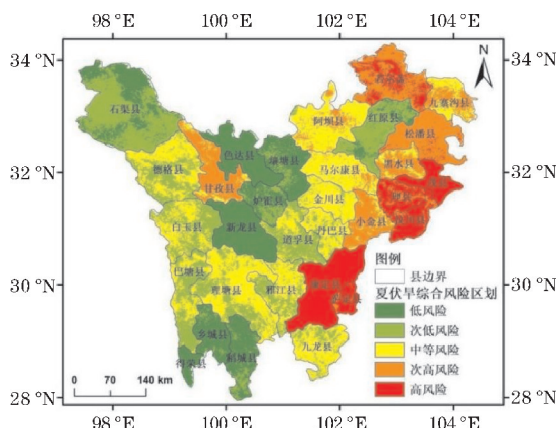 98 °E 100 °E 102 °E 104 °E
34 °N 34 °N
N
石渠县
若尔盖
九寨沟县
阿坝县
红原县
松潘县
色达县
壤塘县
德格县
甘孜县
马尔康县
黑水县
炉霍县
金川县
32 °N 32 °N
白玉县
新龙县
道孚县
丹巴县
小金县
巴塘县
理塘县
雅江县
30 °N 30 °N
九龙县
乡城县
稻城县
得荣县
图例
县边界
夏伏旱综合风险区划
低风险
次低风险
中等风险
次高风险
高风险
0 70 140 km
28 °N 28 °N
98 °E 100 °E 102 °E 104 °E